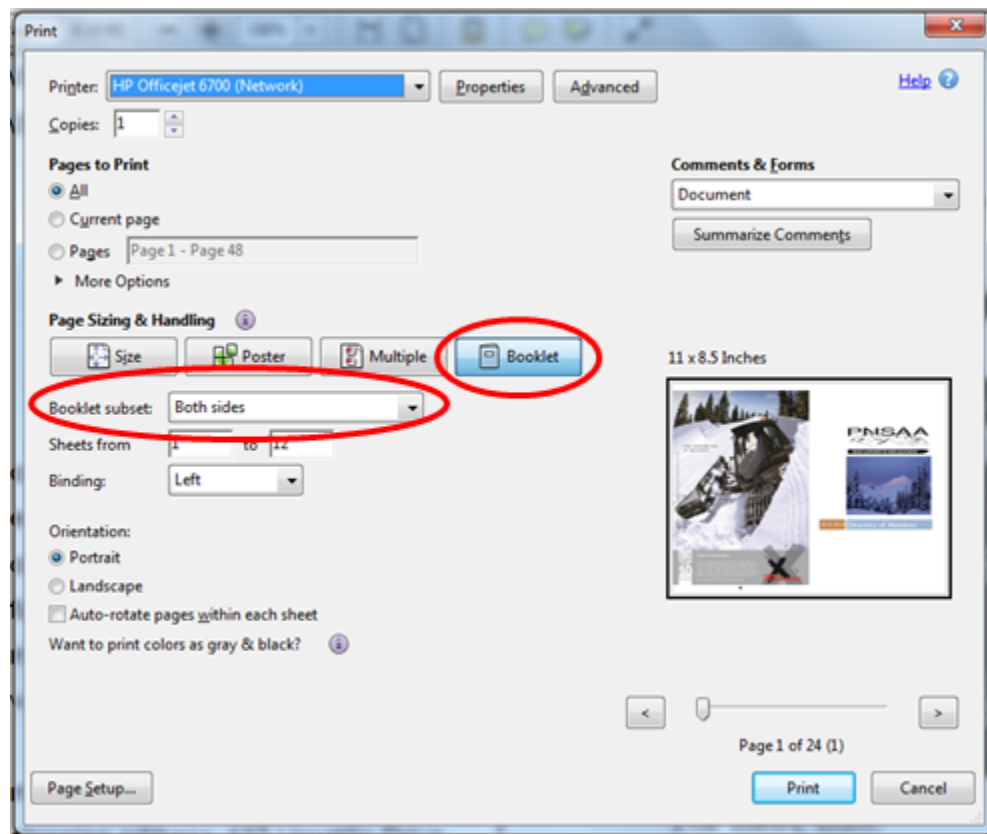 Print
Printer: HP Officejet 6700 (Network) Properties Advanced Help
Copies: 1
Pages to Print
All
Current page
Pages Page 1 - Page 48
More Options
Comments & Forms
Document
Summarize Comments
Page Sizing & Handling
Size Poster Multiple Booklet
Booklet subset: Both sides
Sheets from 1 to 12
Binding: Left
Orientation:
Portrait
Landscape
Auto-rotate pages within each sheet
Want to print colors as gray & black?
11 x 8.5 Inches
PNSAA
Directory of Members
< >
Page 1 of 24 (1)
Page Setup... Print Cancel